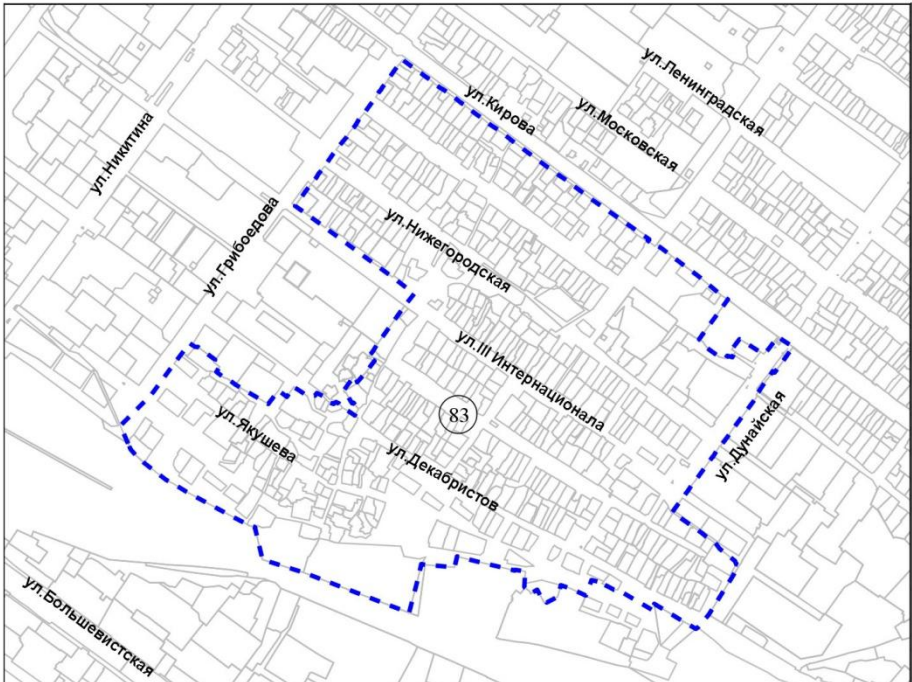 ул.Ленинградская
ул.Кирова
ул.Московская
ул.Никитина
ул.Грибоедова
ул.Нижегородская
ул.III Интернационала
83
ул.Дунайская
ул.Якушева
ул.Декабристов
ул.Большевистская